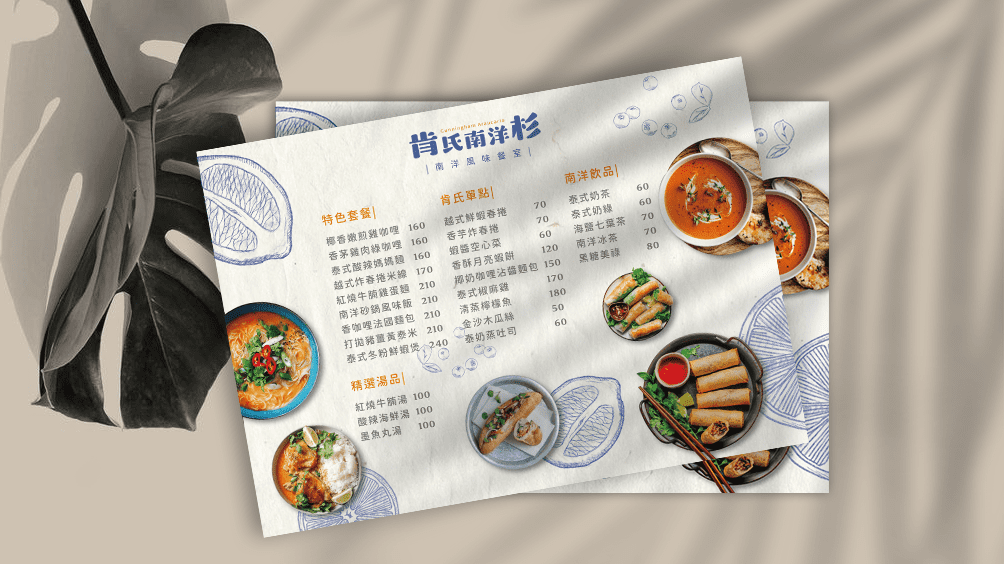 Cunningham Araucaria
肯氏南洋杉
|南洋風味餐室|
特色套餐|
椰香嫩煎雞咖哩 160
香茅雞肉綠咖哩 160
泰式酸辣媽媽麵 160
越式炸春捲米線 170
紅燒牛腩雞蛋麵 210
南洋砂鍋風味飯 210
香咖哩法國麵包 210
打拋豬薑黃泰米 210
泰式冬粉鮮蝦煲 240
精選湯品|
紅燒牛腩湯 100
酸辣海鮮湯 100
墨魚丸湯 100
肯氏單點|
越式鮮蝦春捲 70
香芋炸春捲 70
蝦醬空心菜 60
香酥月亮蝦餅 120
椰奶咖哩沾醬麵包 150
泰式椒麻雞 170
清蒸檸檬魚 180
金沙木瓜絲 50
泰奶蒸吐司 60
南洋飲品|
泰式奶茶 60
泰式奶綠 60
海鹽七葉茶 70
南洋冰茶 70
黑糖美祿 80